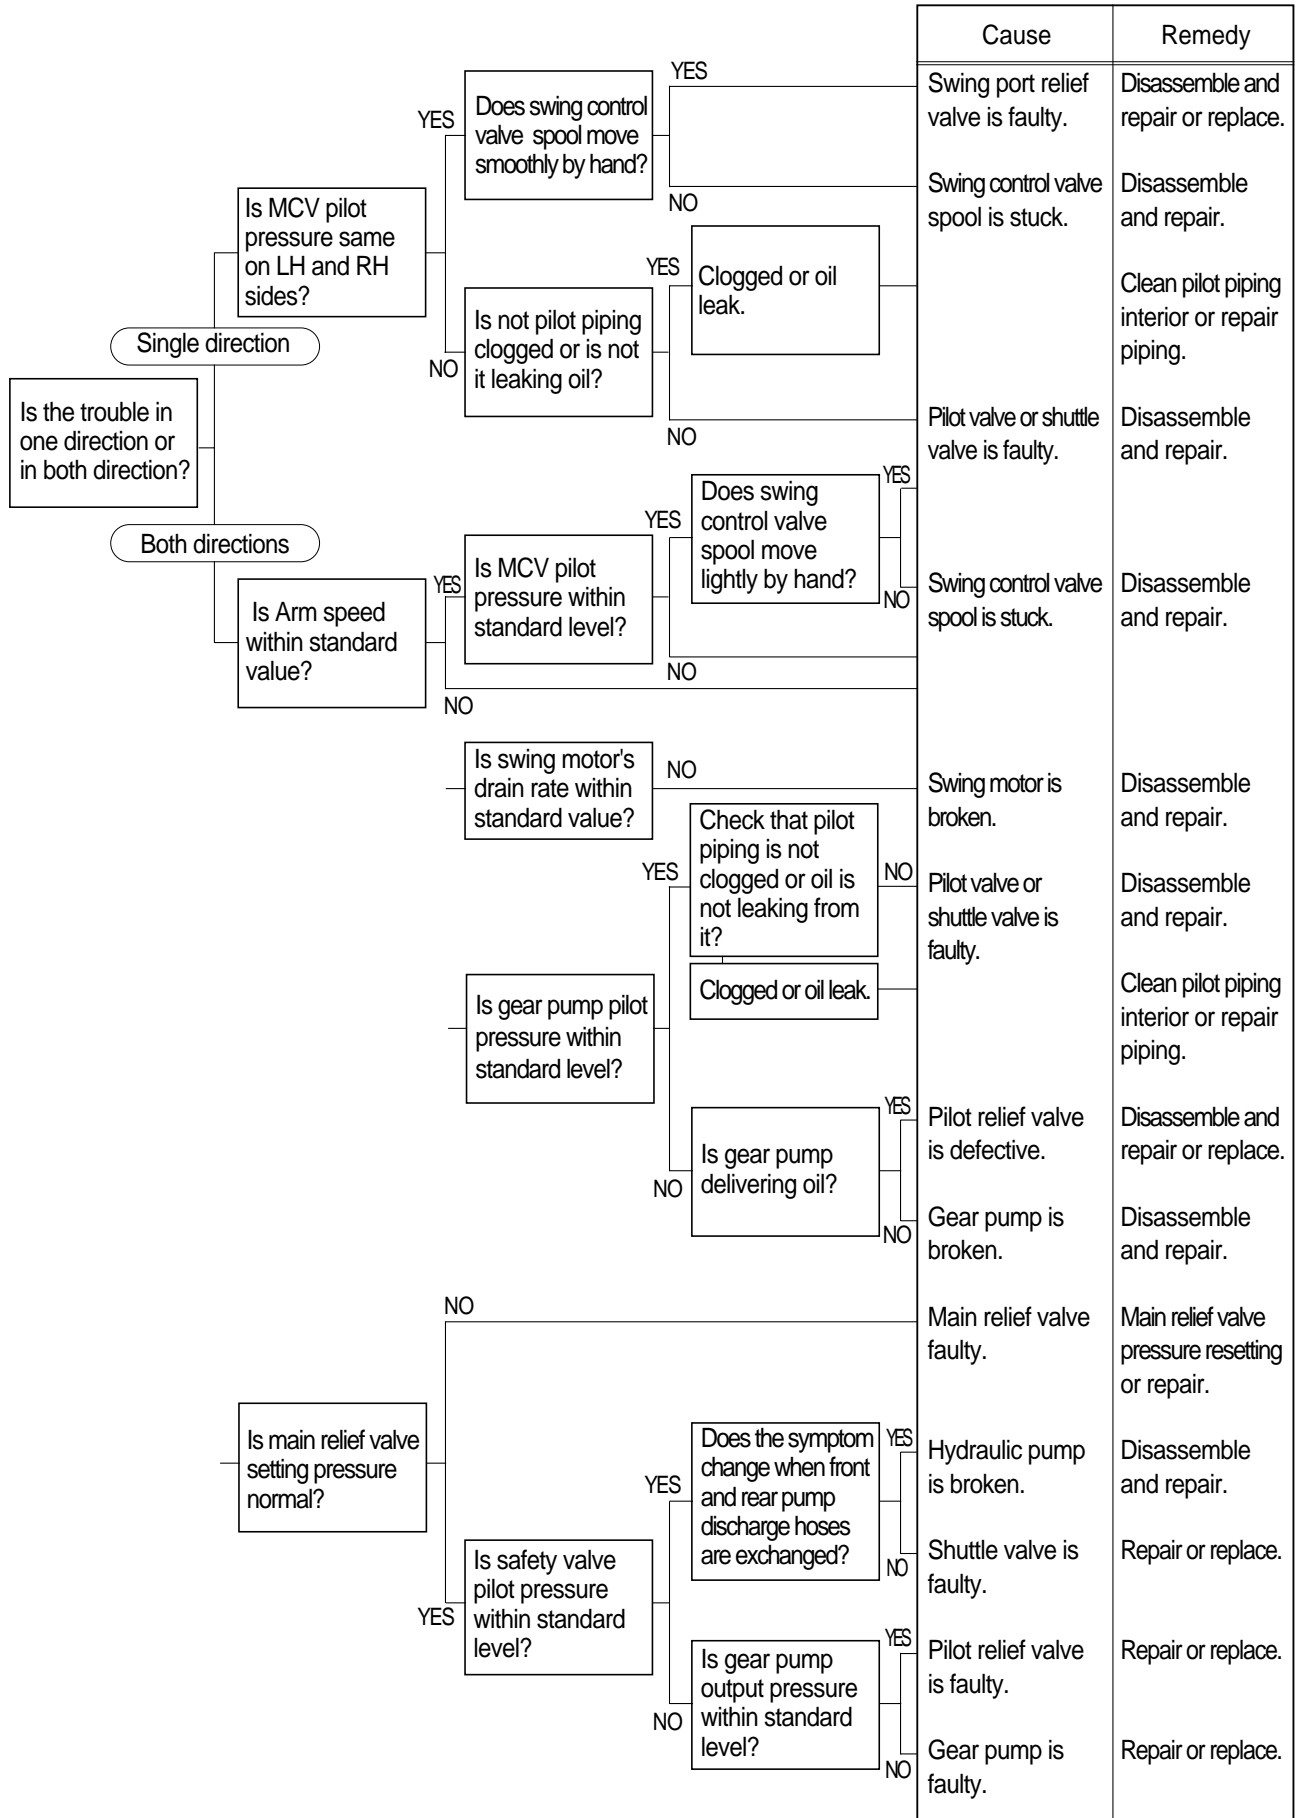 Cause
Remedy
YES
Does swing control
valve spool move
smoothly by hand?
YES
Swing port relief
valve is faulty.
Disassemble and
repair or replace.
NO
Swing control valve
spool is stuck.
Disassemble
and repair.
Is MCV pilot
pressure same
on LH and RH
sides?
Single direction
NO
Is not pilot piping
clogged or is not
it leaking oil?
YES
Clogged or oil
leak.
Clean pilot piping
interior or repair
piping.
NO
Pilot valve or shuttle
valve is faulty.
Disassemble
and repair.
Is the trouble in
one direction or
in both direction?
Both directions
Is Arm speed
within standard
value?
YES
Is MCV pilot
pressure within
standard level?
YES
Does swing
control valve
spool move
lightly by hand?
YES
NO
Swing control valve
spool is stuck.
Disassemble
and repair.
NO
NO
Is swing motor's
drain rate within
standard value?
NO
Swing motor is
broken.
Disassemble
and repair.
Is gear pump pilot
pressure within
standard level?
YES
Check that pilot
piping is not
clogged or oil is
not leaking from
it?
NO
Pilot valve or
shuttle valve is
faulty.
Disassemble
and repair.
Clogged or oil leak.
Clean pilot piping
interior or repair
piping.
NO
Is gear pump
delivering oil?
YES
Pilot relief valve
is defective.
Disassemble and
repair or replace.
NO
Gear pump is
broken.
Disassemble
and repair.
Is main relief valve
setting pressure
normal?
NO
Main relief valve
faulty.
Main relief valve
pressure resetting
or repair.
YES
Is safety valve
pilot pressure
within standard
level?
YES
Does the symptom
change when front
and rear pump
discharge hoses
are exchanged?
YES
Hydraulic pump
is broken.
Disassemble
and repair.
NO
Shuttle valve is
faulty.
Repair or replace.
NO
Is gear pump
output pressure
within standard
level?
YES
Pilot relief valve
is faulty.
Repair or replace.
NO
Gear pump is
faulty.
Repair or replace.